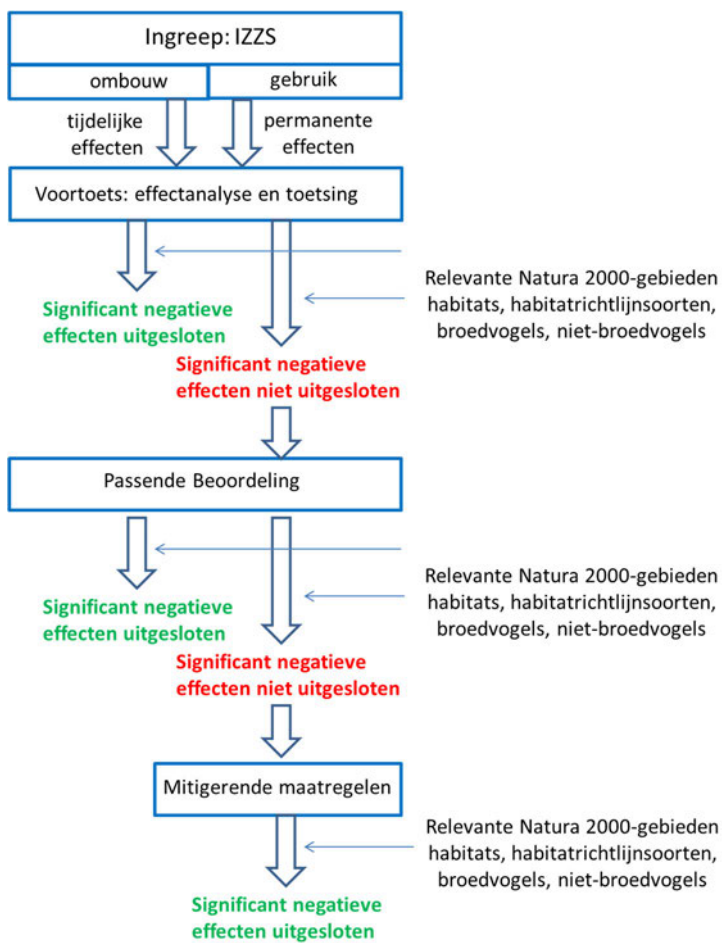 Ingreep: IZZS
ombouw
gebruik
tijdelijke
effecten
permanente
effecten
Voortoets: effectanalyse en toetsing
Relevante Natura 2000-gebieden
habitats, habitatrichtlijnsoorten,
broedvogels, niet-broedvogels
Significant negatieve
effecten uitgesloten
Significant negatieve
effecten niet uitgesloten
Passende Beoordeling
Relevante Natura 2000-gebieden
habitats, habitatrichtlijnsoorten,
broedvogels, niet-broedvogels
Significant negatieve
effecten uitgesloten
Significant negatieve
effecten niet uitgesloten
Mitigerende maatregelen
Relevante Natura 2000-gebieden
habitats, habitatrichtlijnsoorten,
broedvogels, niet-broedvogels
Significant negatieve
effecten uitgesloten